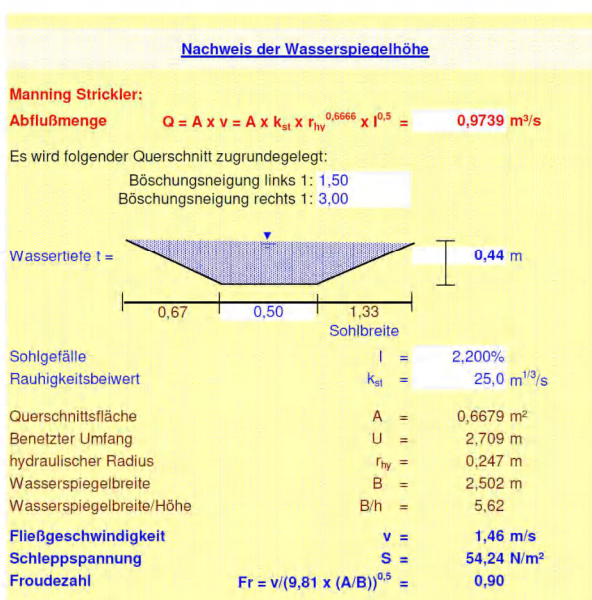 Nachweis der Wasserspiegelhöhe
Manning Strickler:
Abflußmenge Q = A x v = A x kst x rhy^0,6666 x I^0,5 = 0,9739 m³/s
Es wird folgender Querschnitt zugrundegelegt:
Böschungsneigung links 1: 1,50
Böschungsneigung rechts 1: 3,00
Wassertiefe t = 0,44 m
0,67 0,50 1,33
Sohlbreite
Sohlgefälle I = 2,200%
Rauhigkeitsbeiwert kst = 25,0 m^1/3/s
Querschnittsfläche A = 0,6679 m²
Benetzter Umfang U = 2,709 m
hydraulischer Radius rhy = 0,247 m
Wasserspiegelbreite B = 2,502 m
Wasserspiegelbreite/Höhe B/h = 5,62
Fließgeschwindigkeit v = 1,46 m/s
Schleppspannung S = 54,24 N/m²
Froudezahl Fr = v/(9,81 x (A/B))^0,5 = 0,90